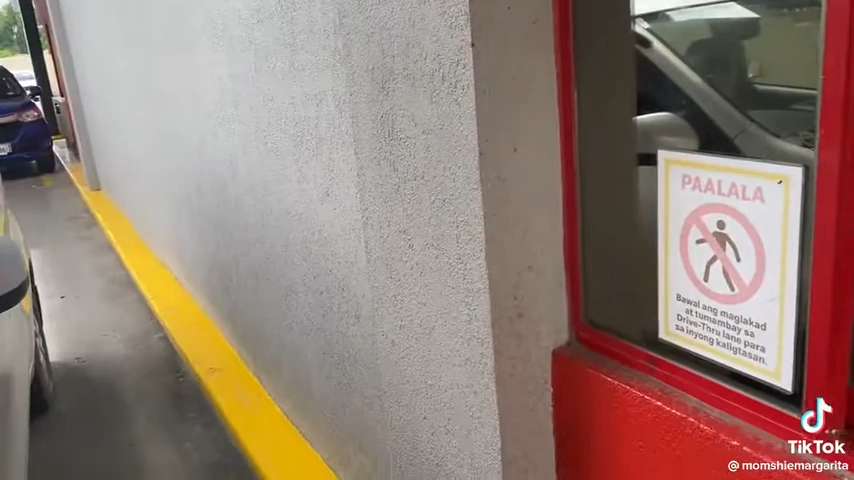 PAALALA
Bawal ang maglakad
at tumambay sa
Drive-Thru lane para
sa inyong kaligtasan.
TikTok
@momshiemargarita